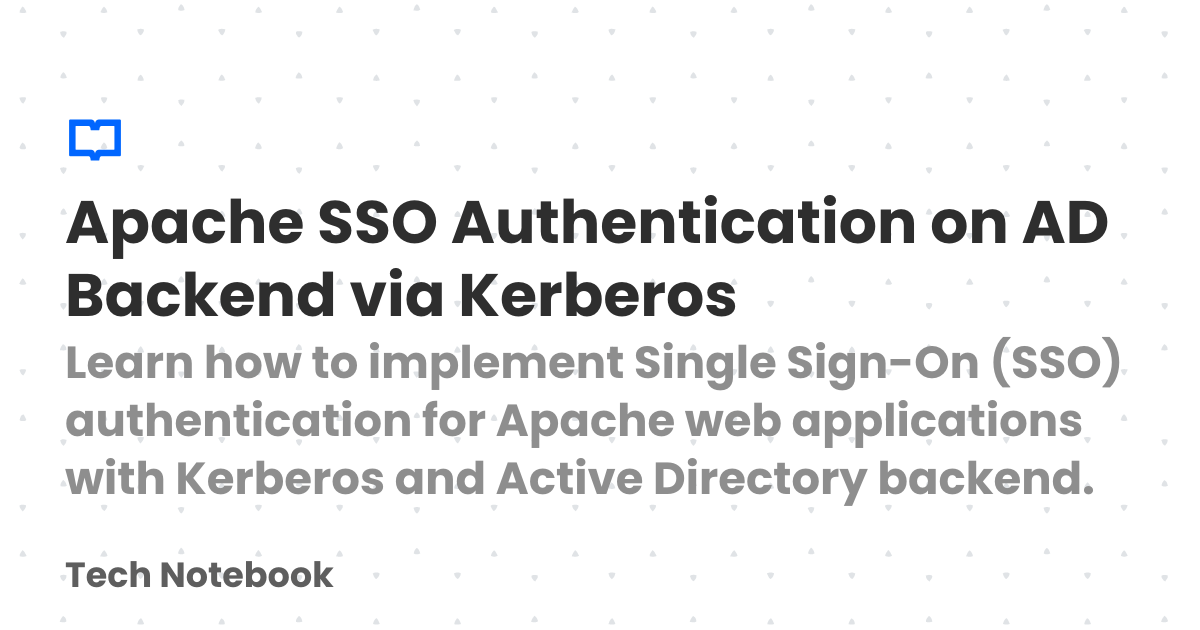 Apache SSO Authentication on AD
Backend via Kerberos
Learn how to implement Single Sign-On (SSO)
authentication for Apache web applications
with Kerberos and Active Directory backend.
Tech Notebook